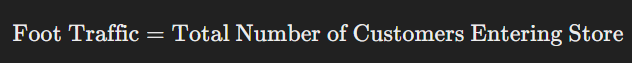 Foot Traffic = Total Number of Customers Entering Store